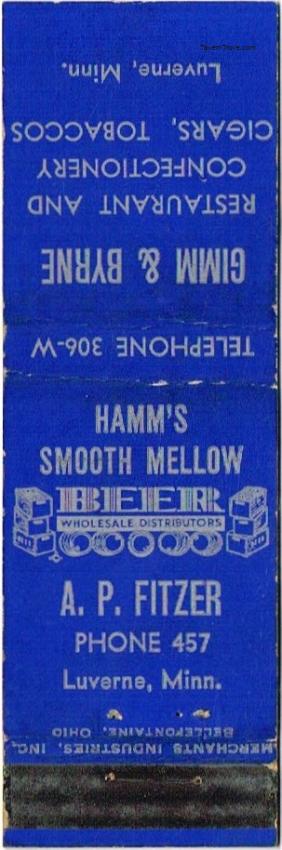 GIMM & BYRNE
RESTAURANT AND
CONFECTIONERY
CIGARS, TOBACCOS
Luverne, Minn.
TELEPHONE 306-W
HAMM'S
SMOOTH MELLOW
BEER
WHOLESALE DISTRIBUTORS
A. P. FITZER
PHONE 457
Luverne, Minn.
MERCHANTS INDUSTRIES, INC.
BELLEFONTAINE, OHIO